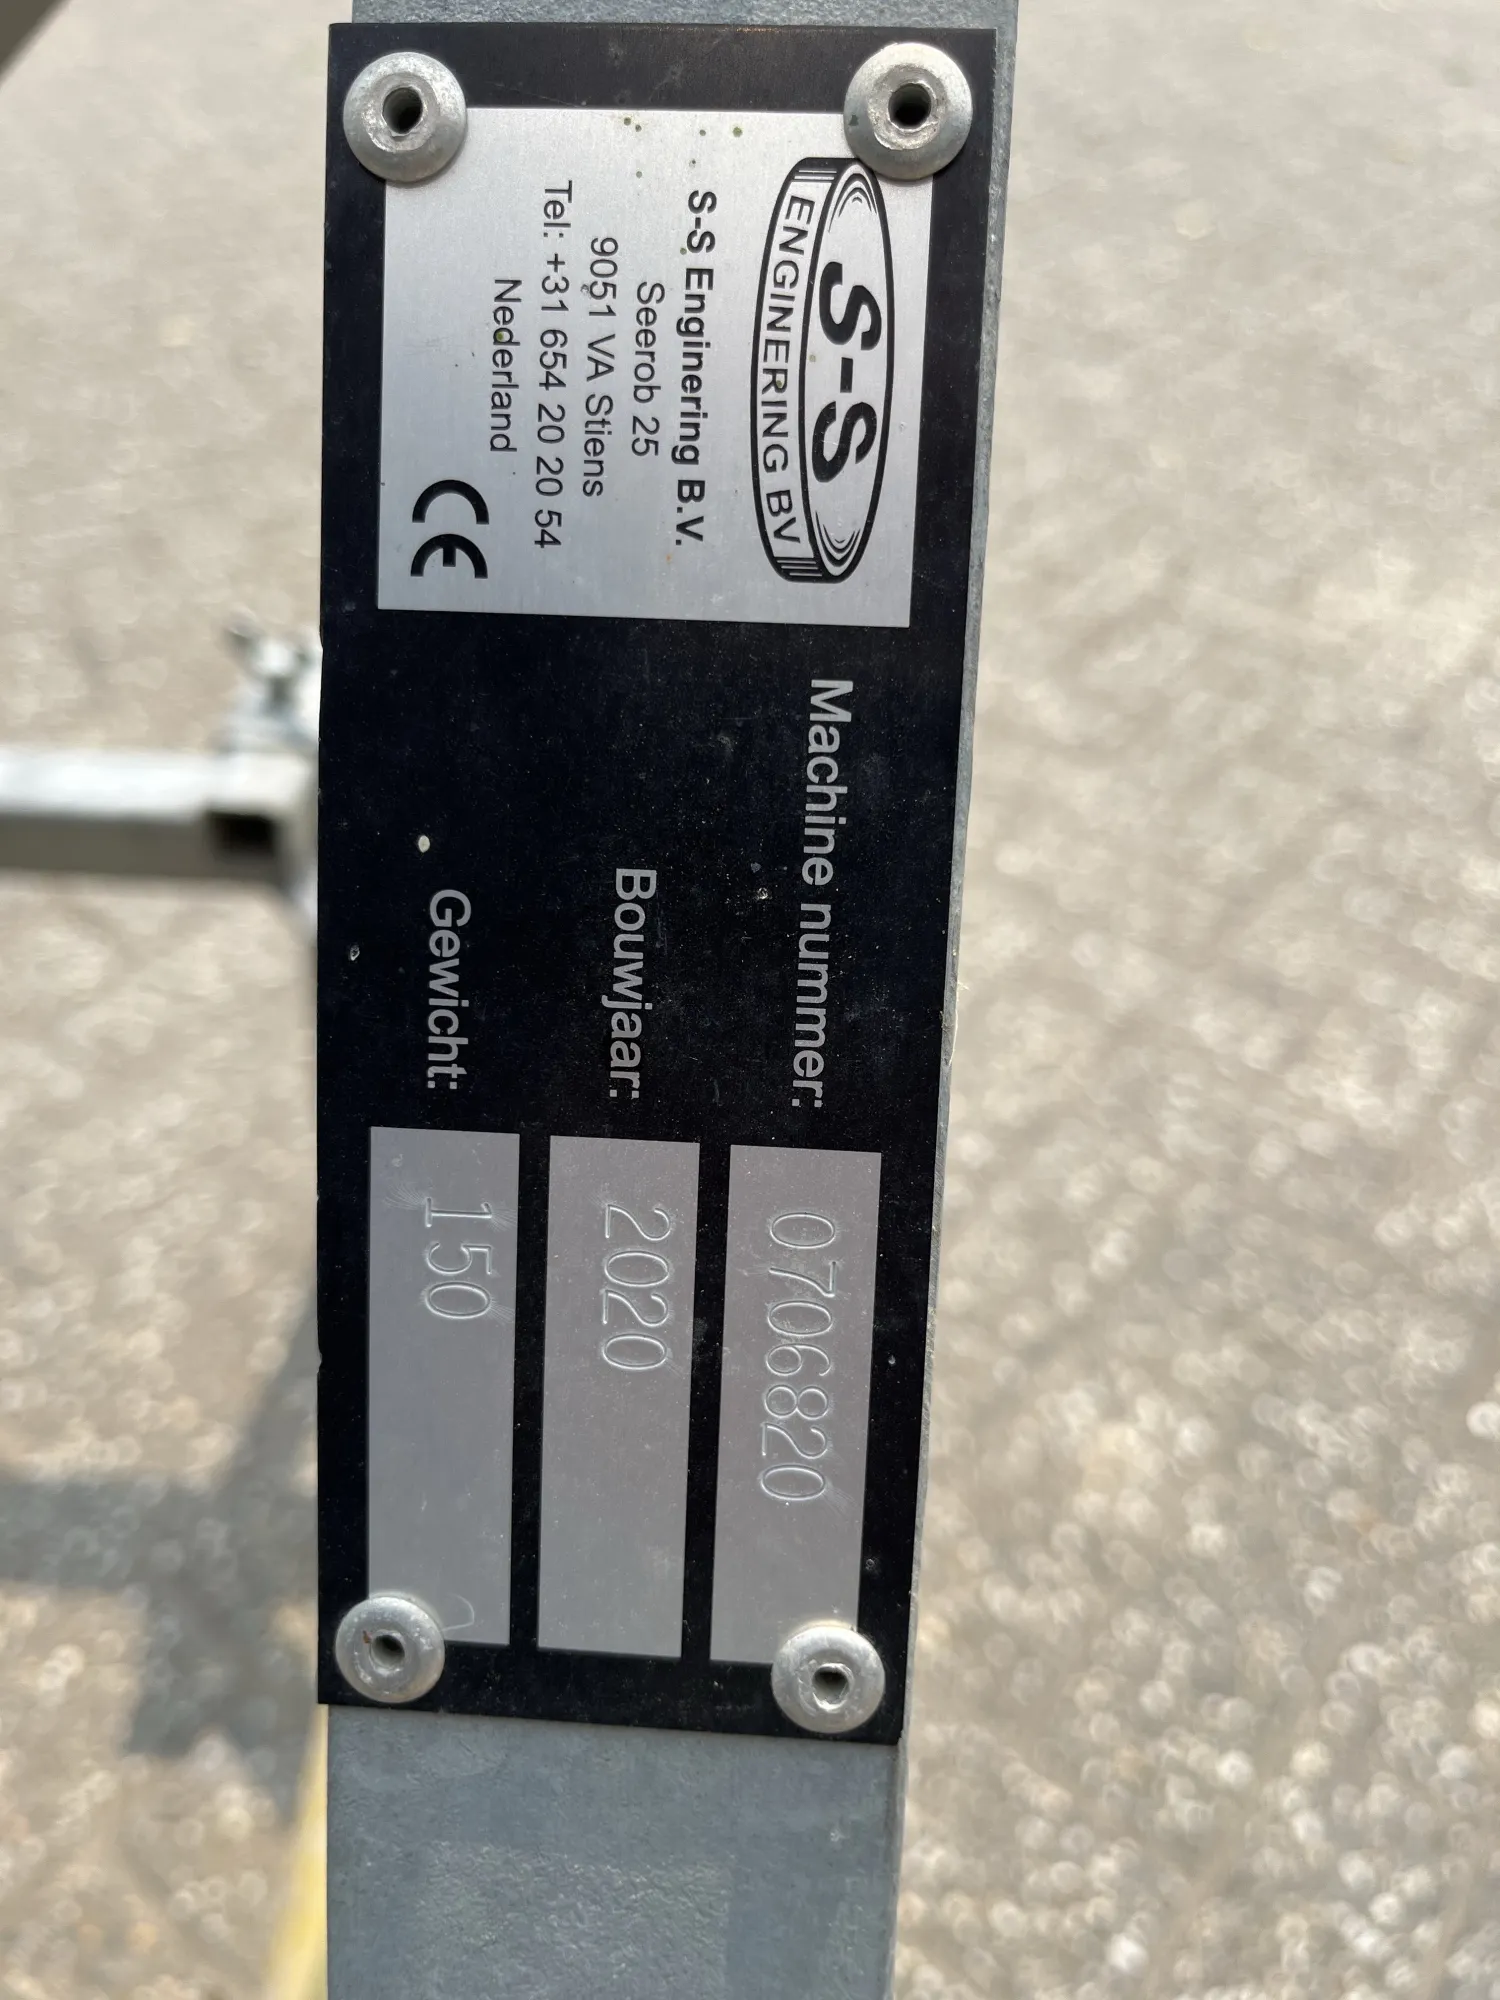 S-S
ENGINERING BV
S-S Enginering B.V.
Seerob 25
9051 VA Stiens
Tel: +31 654 20 20 54
Nederland
CE
Machine nummer: 0706820
Bouwjaar: 2020
Gewicht: 150